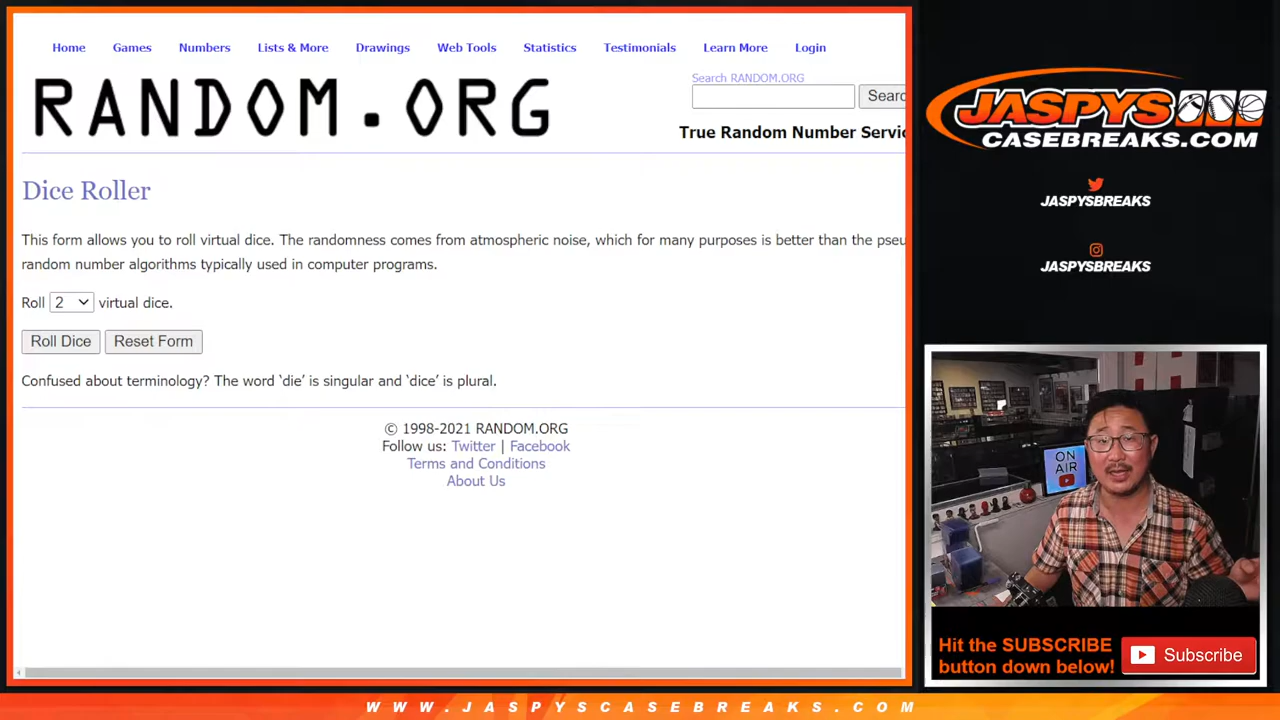 Home Games Numbers Lists & More Drawings Web Tools Statistics Testimonials Learn More Login
RANDOM.ORG
Search RANDOM.ORG
Searc
True Random Number Servic
Dice Roller
This form allows you to roll virtual dice. The randomness comes from atmospheric noise, which for many purposes is better than the pseu
random number algorithms typically used in computer programs.
Roll 2 virtual dice.
Roll Dice Reset Form
Confused about terminology? The word ‘die’ is singular and ‘dice’ is plural.
© 1998-2021 RANDOM.ORG
Follow us: Twitter | Facebook
Terms and Conditions
About Us
JASPYS
CASEBREAKS.COM
JASPYSBREAKS
JASPYSBREAKS
ON
AIR
Hit the SUBSCRIBE
button down below!
Subscribe
WWW.JASPYSCASEBREAKS.COM